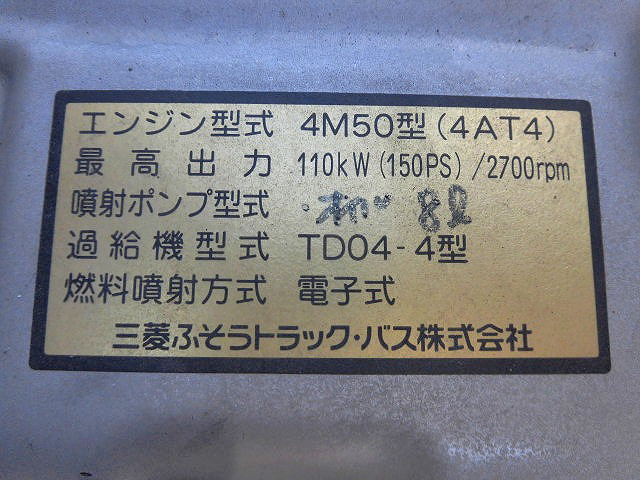 エンジン型式 4M50型(4AT4)
最高出力 110kW(150PS)/2700rpm
噴射ポンプ型式 8ℓ
過給機型式 TD04-4型
燃料噴射方式 電子式
三菱ふそうトラック・バス株式会社